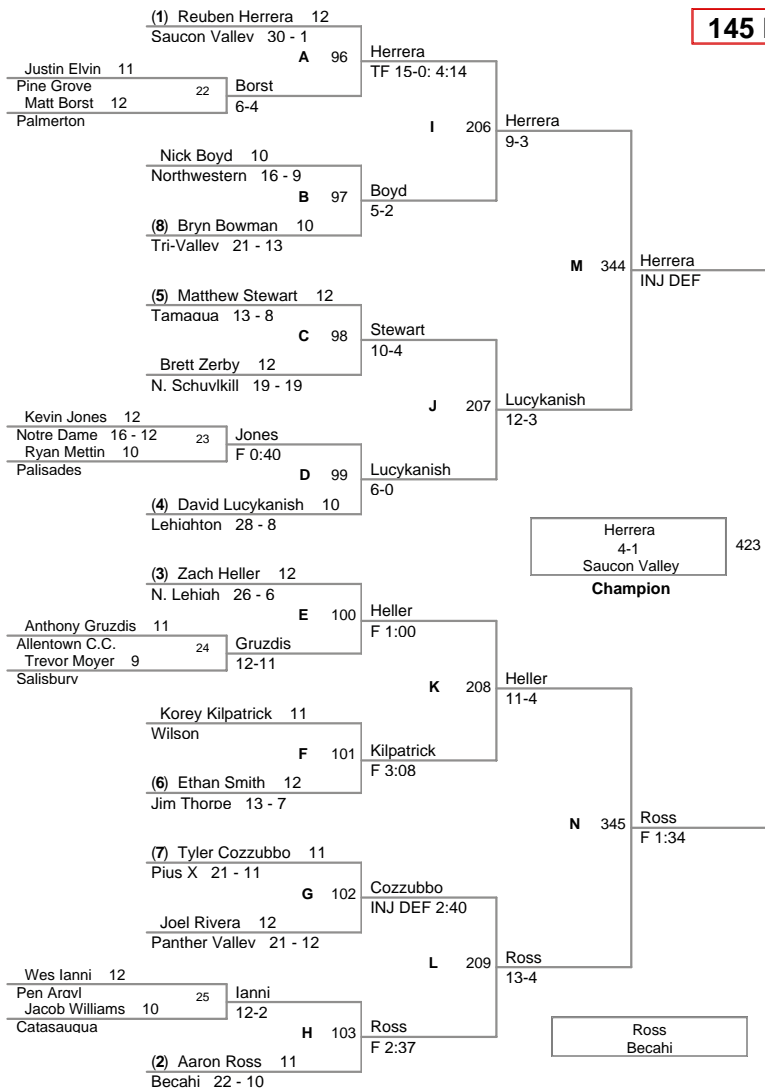 (1) Reuben Herrera 12
Saucon Valley 30 - 1
145
A 96
Herrera
TF 15-0: 4:14
Justin Elvin 11
Pine Grove
22
Borst
Matt Borst 12
6-4
Palmerton
I 206
Herrera
9-3
Nick Boyd 10
Northwestern 16 - 9
B 97
Boyd
5-2
(8) Bryn Bowman 10
Tri-Valley 21 - 13
M 344
Herrera
INJ DEF
(5) Matthew Stewart 12
Tamaqua 13 - 8
C 98
Stewart
10-4
Brett Zerby 12
N. Schuylkill 19 - 19
J 207
Lucykanish
12-3
Kevin Jones 12
Notre Dame 16 - 12
23
Jones
Ryan Mettin 10
F 0:40
Palisades
D 99
Lucykanish
6-0
(4) David Lucykanish 10
Lehighton 28 - 8
Herrera
4-1
423
Saucon Valley
Champion
(3) Zach Heller 12
N. Lehigh 26 - 6
E 100
Heller
F 1:00
Anthony Gruzdis 11
Allentown C.C.
24
Gruzdis
Trevor Moyer 9
12-11
Salisbury
K 208
Heller
11-4
Korey Kilpatrick 11
Wilson
F 101
Kilpatrick
F 3:08
(6) Ethan Smith 12
Jim Thorpe 13 - 7
N 345
Ross
F 1:34
(7) Tyler Cozzubbo 11
Pius X 21 - 11
G 102
Cozzubbo
INJ DEF 2:40
Joel Rivera 12
Panther Valley 21 - 12
L 209
Ross
13-4
Wes Ianni 12
Pen Argyl
25
Ianni
Jacob Williams 10
12-2
Catasauqua
H 103
Ross
F 2:37
(2) Aaron Ross 11
Becahi 22 - 10
Ross
Becahi